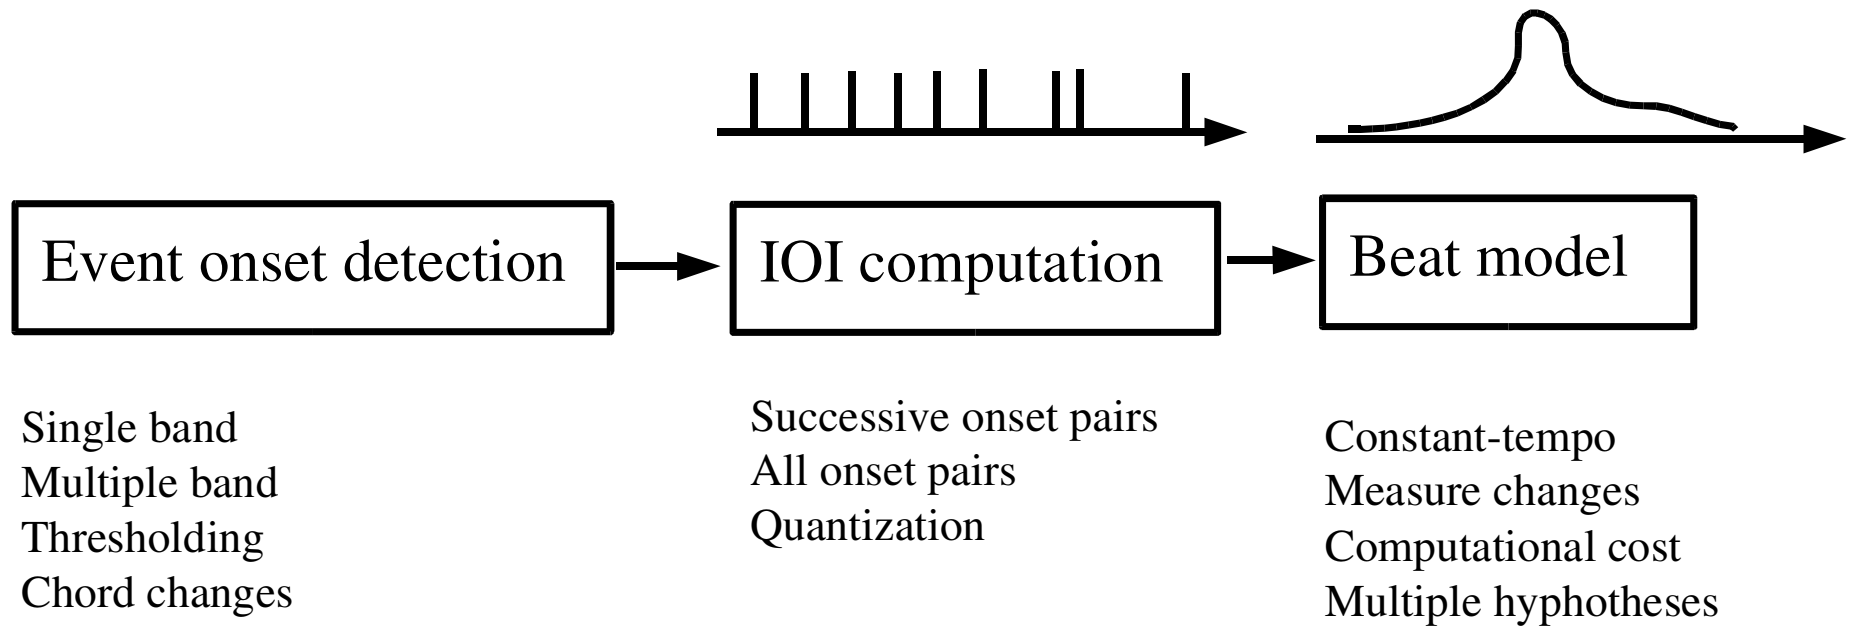 Event onset detection
IOI computation
Beat model
Single band
Multiple band
Thresholding
Chord changes
Successive onset pairs
All onset pairs
Quantization
Constant-tempo
Measure changes
Computational cost
Multiple hyphotheses